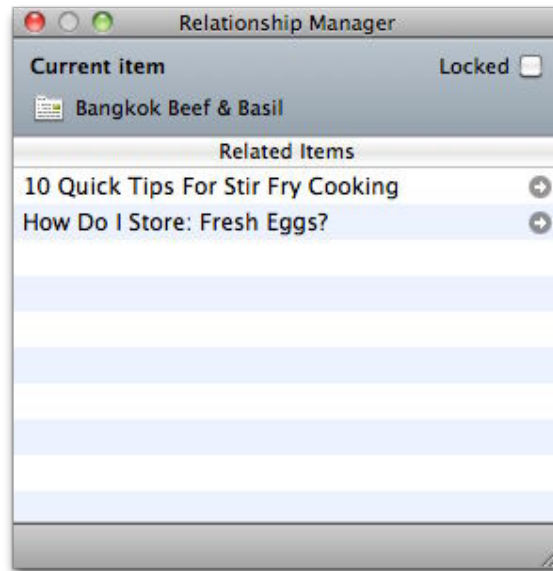 Relationship Manager
Current item Locked
Bangkok Beef & Basil
Related Items
10 Quick Tips For Stir Fry Cooking
How Do I Store: Fresh Eggs?